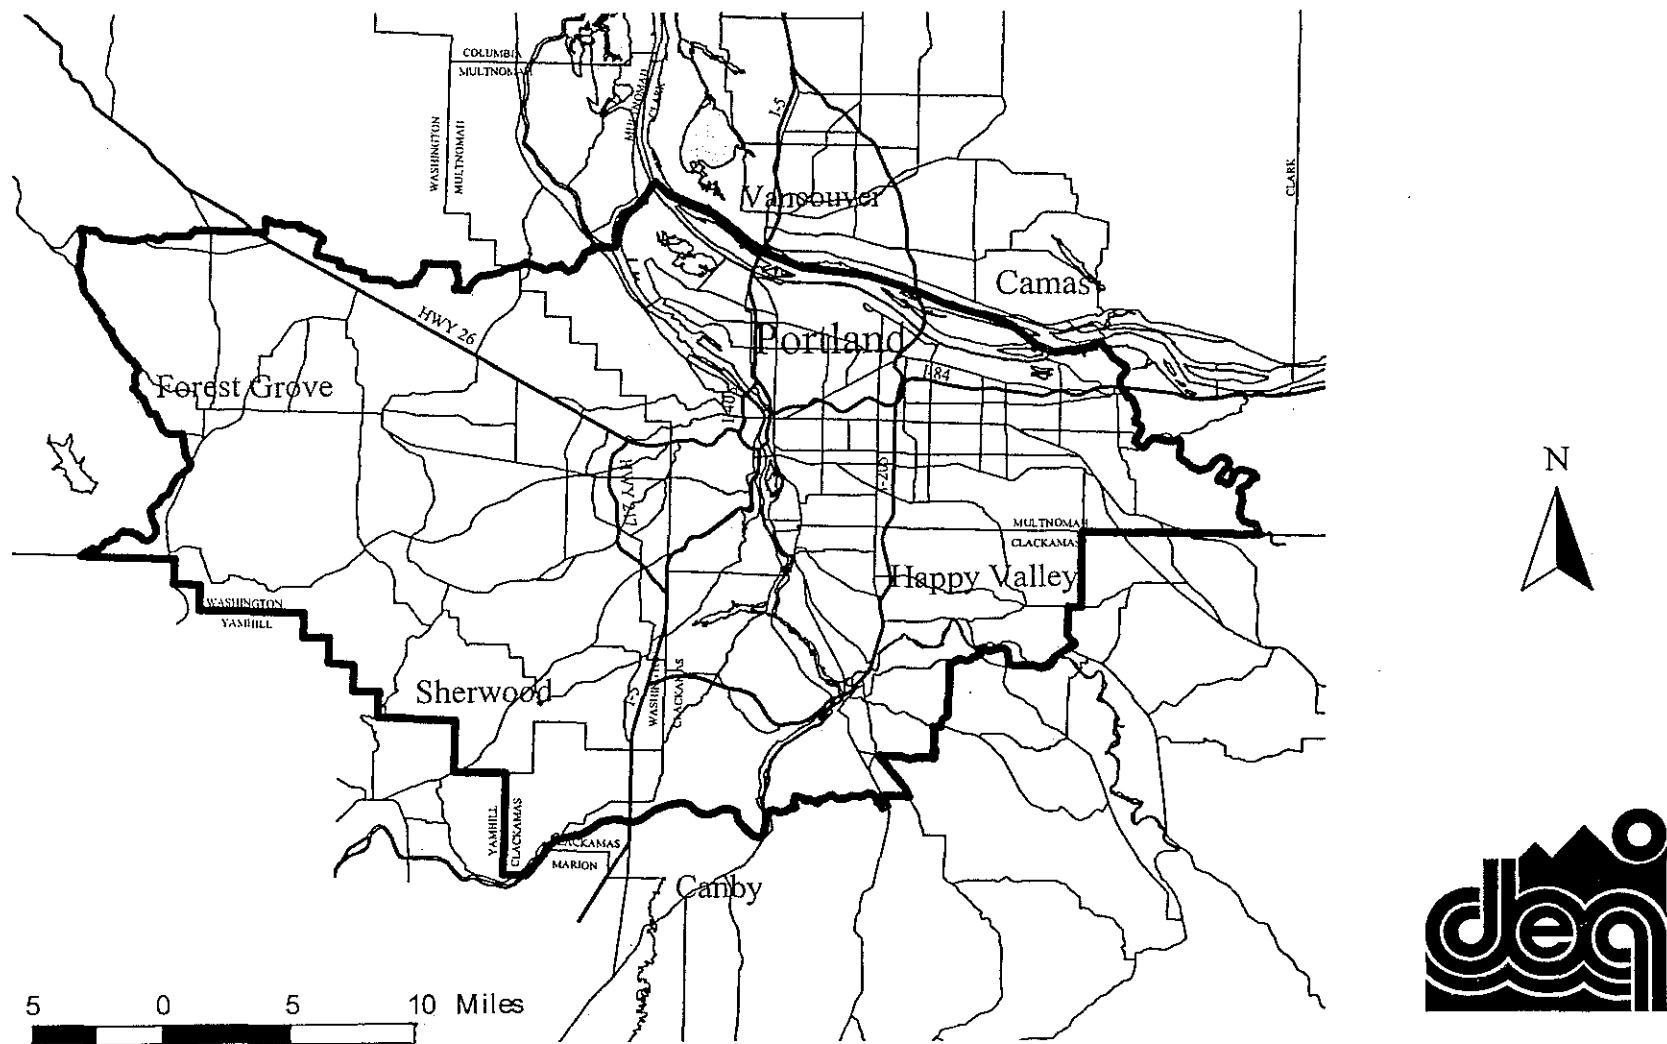 COLUMBIA
MULTNOMAH
WASHINGTON
MULTNOMAH
MULTNOMAH
CLARK
I-5
CLARK
Vancouver
Camas
HWY 26
Portland
I-84
Forest Grove
I-405
N
HWY 217
I-205
MULTNOMAH
CLACKAMAS
Happy Valley
WASHINGTON
YAMHILL
Sherwood
I-5
WASHINGTON
CLACKAMAS
YAMHILL
CLACKAMAS
CLACKAMAS
MARION
Canby
deq
5 0 5 10 Miles